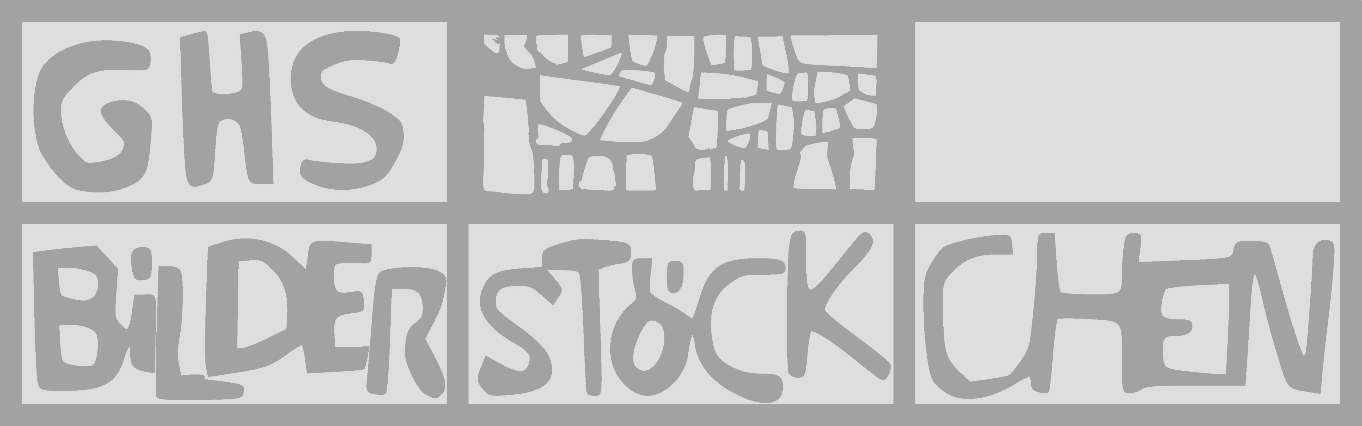 GHS
BiLDER STÖCK CHEN